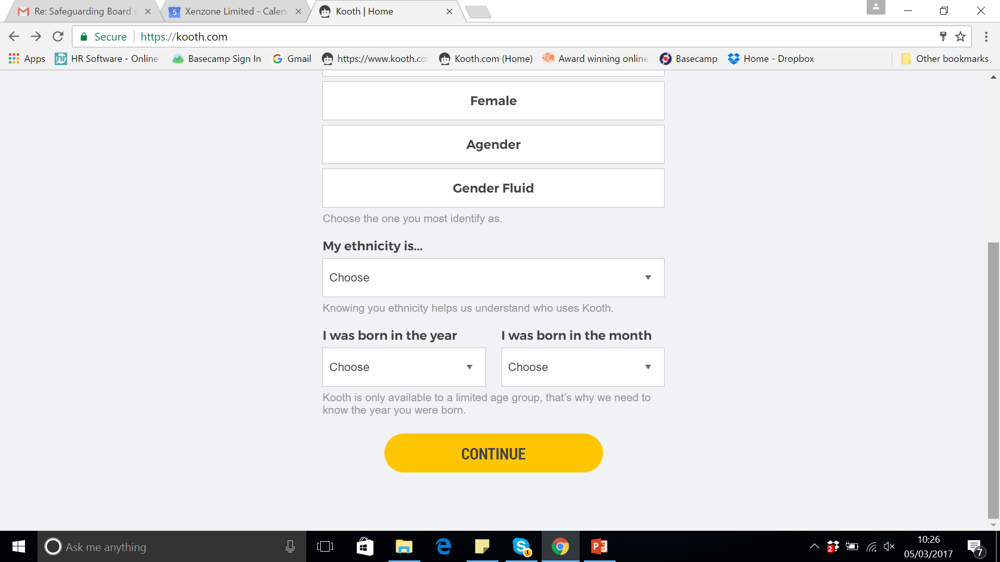 Re: Safeguarding Board s
5
Xenzone Limited - Calen
Kooth | Home
Secure
https://kooth.com
Apps
nr
HR Software - Online
Basecamp Sign In
Gmail
https://www.kooth.co
Kooth.com (Home)
Award winning online
Basecamp
Home - Dropbox
Other bookmarks
Female
Agender
Gender Fluid
Choose the one you most identify as.
My ethnicity is...
Choose
Knowing you ethnicity helps us understand who uses Kooth.
I was born in the year
I was born in the month
Choose
Choose
Kooth is only available to a limited age group, that's why we need to
know the year you were born.
CONTINUE
Ask me anything
1
2
10:26
05/03/2017
7